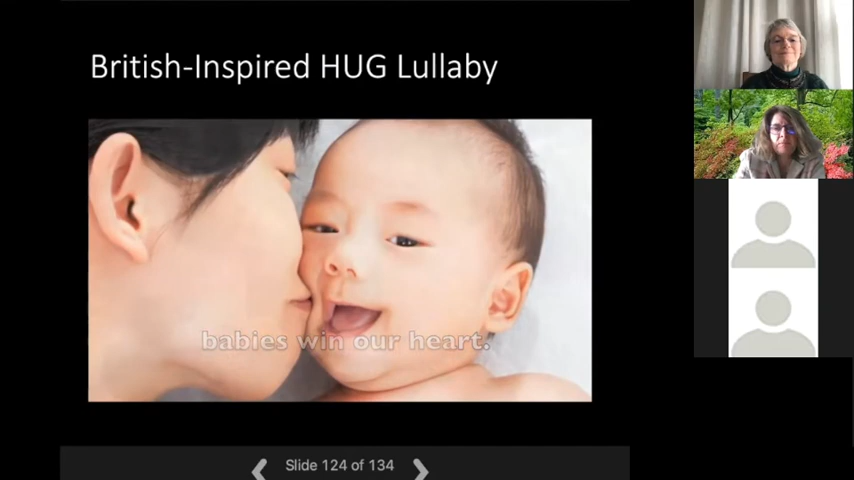 British-Inspired HUG Lullaby
babies win our heart.
Slide 124 of 134